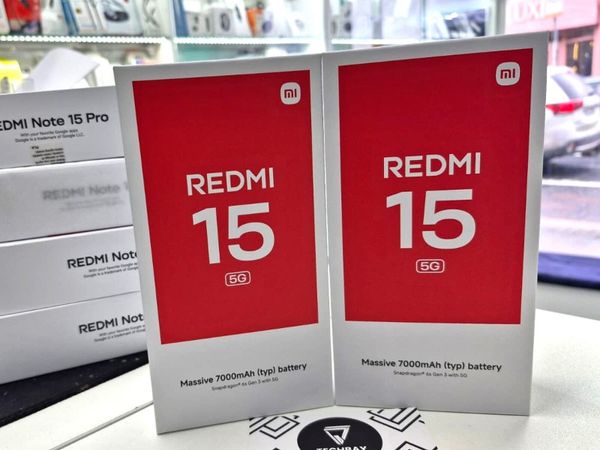 EDMI Note 15 Pro
With your favorite Google apps
Google is a trademark of Google LLC.
REDMI Note 1
REDMI Note
REDMI Note
mi
REDMI
15
5G
Massive 7000mAh (typ) battery
Snapdragon® 6s Gen 3 with 5G
mi
REDMI
15
5G
Massive 7000mAh (typ) battery
Snapdragon® 6s Gen 3 with 5G
TECHBAY